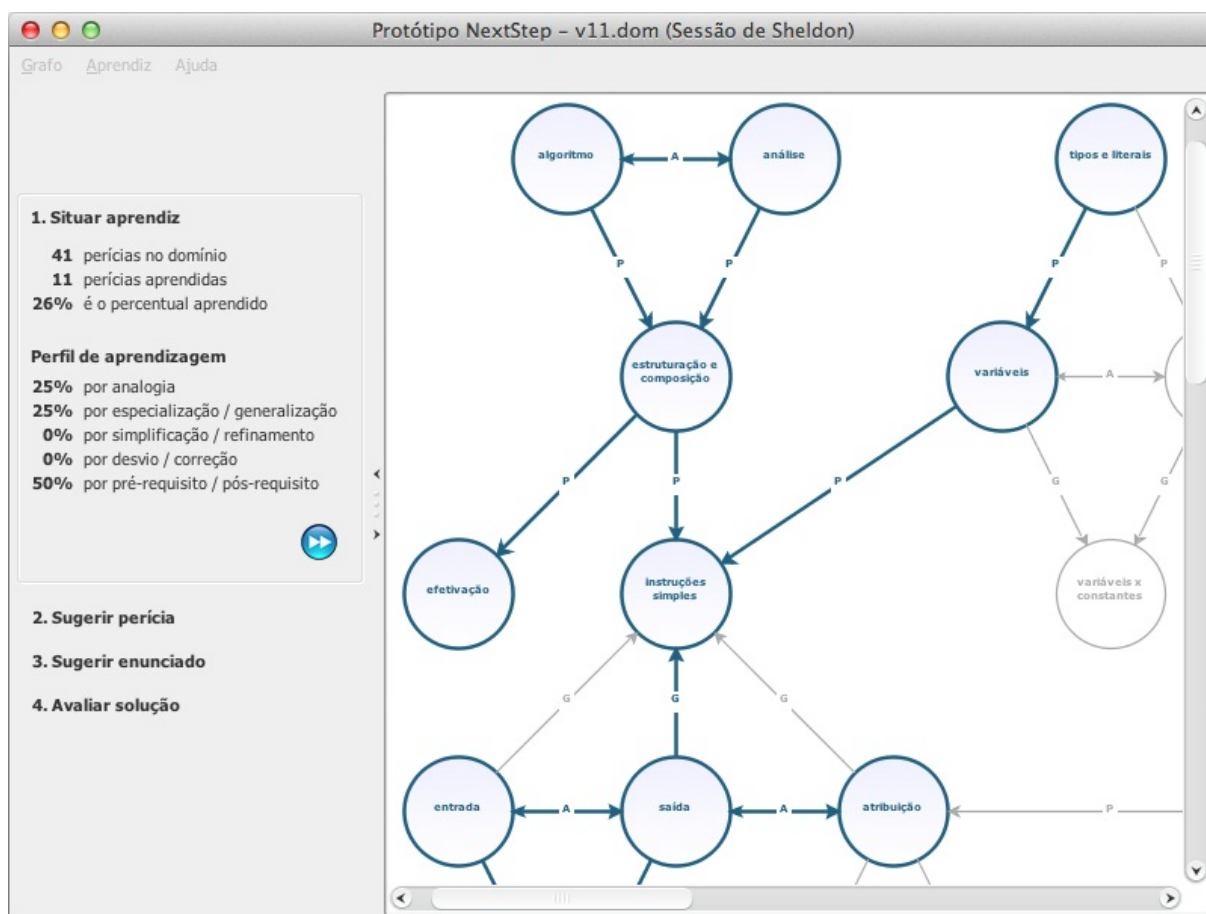 Protótipo NextStep – v11.dom (Sessão de Sheldon)
Grafo Aprendiz Ajuda
1. Situar aprendiz
41 perícias no domínio
11 perícias aprendidas
26% é o percentual aprendido
Perfil de aprendizagem
25% por analogia
25% por especialização / generalização
0% por simplificação / refinamento
0% por desvio / correção
50% por pré-requisito / pós-requisito
2. Sugerir perícia
3. Sugerir enunciado
4. Avaliar solução
algoritmo
A
análise
tipos e literais
P
P
P
P
estruturação e
composição
variáveis
A
P
P
P
G
G
efetivação
instruções
simples
variáveis x
constantes
G
G
G
entrada
A
saída
A
atribuição
P